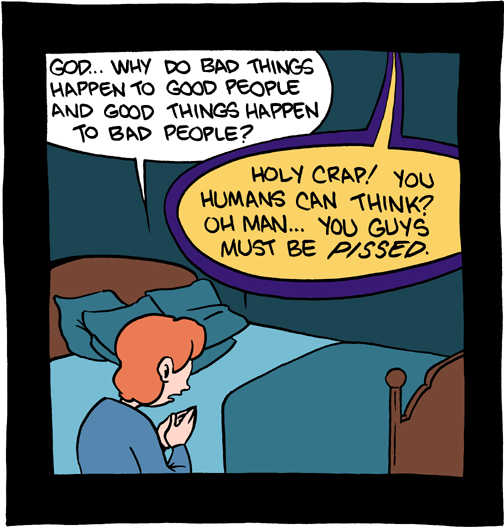 GOD... WHY DO BAD THINGS
HAPPEN TO GOOD PEOPLE
AND GOOD THINGS HAPPEN
TO BAD PEOPLE?
HOLY CRAP! YOU
HUMANS CAN THINK?
OH MAN... YOU GUYS
MUST BE PISSED.